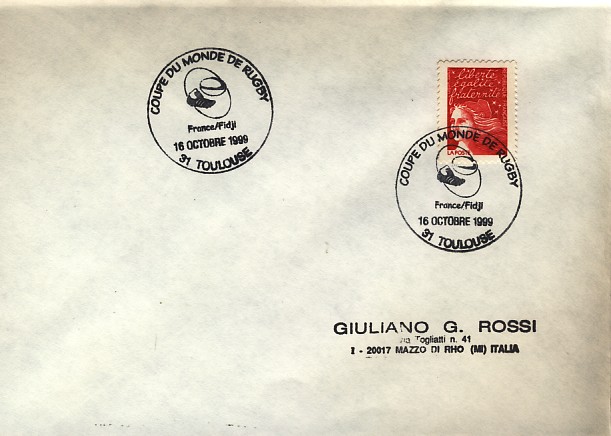 COUPE DU MONDE DE RUGBY
France/Fidji
16 OCTOBRE 1999
31 TOULOUSE
liberté
égalité
fraternité
LA POSTE
COUPE DU MONDE DE RUGBY
France/Fidji
16 OCTOBRE 1999
31 TOULOUSE
GIULIANO G. ROSSI
via Togliatti n. 41
I - 20017 MAZZO DI RHO (MI) ITALIA